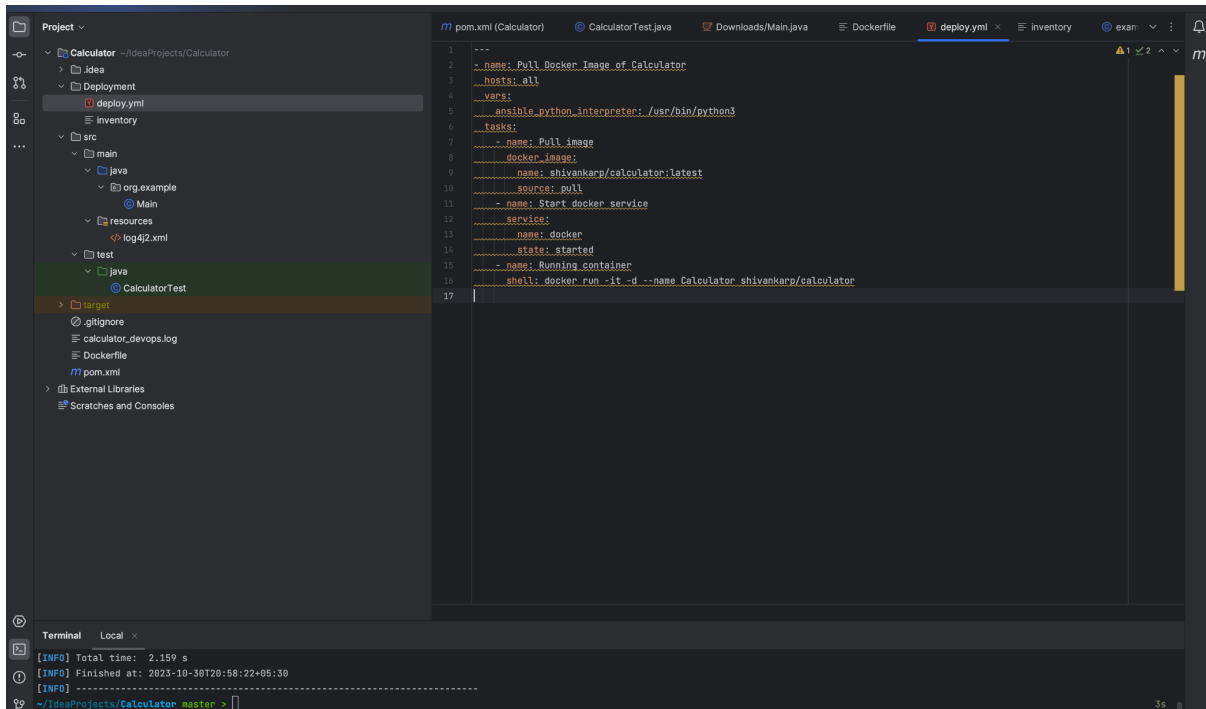 Project
Calculator ~/IdeaProjects/Calculator
.idea
Deployment
deploy.yml
inventory
src
main
java
org.example
Main
resources
log4j2.xml
test
java
CalculatorTest
target
.gitignore
calculator_devops.log
Dockerfile
pom.xml
External Libraries
Scratches and Consoles
pom.xml (Calculator) CalculatorTest.java Downloads/Main.java Dockerfile deploy.yml inventory exam
1 ---
2 - name: Pull Docker Image of Calculator
3 hosts: all
4 vars:
5 ansible_python_interpreter: /usr/bin/python3
6 tasks:
7 - name: Pull image
8 docker_image:
9 name: shivankarp/calculator:latest
10 source: pull
11 - name: Start docker service
12 service:
13 name: docker
14 state: started
15 - name: Running container
16 shell: docker run -it -d --name Calculator shivankarp/calculator
17
1 2
Terminal Local
[INFO] Total time: 2.159 s
[INFO] Finished at: 2023-10-30T20:58:22+05:30
[INFO] ------------------------------------------------------------------------
~/IdeaProjects/Calculator master > 3s